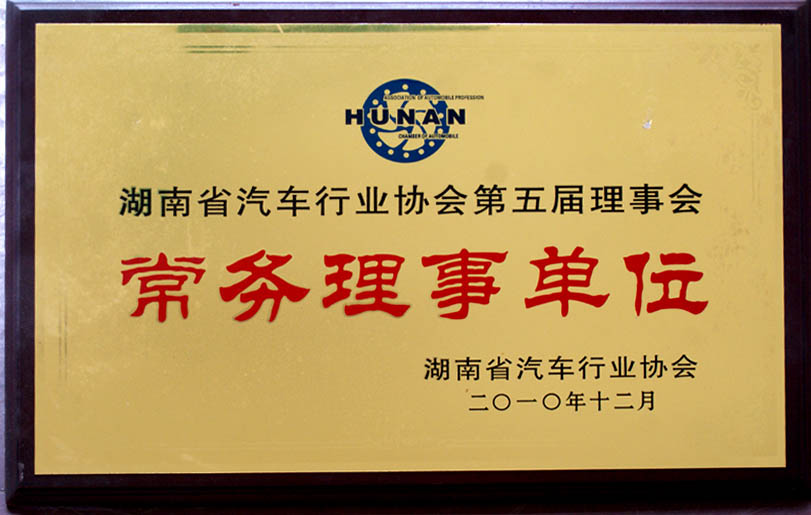 ASSOCIATION OF AUTOMOBILE PROFESSION
HUNAN
CHAMBER OF AUTOMOBILE
湖南省汽车行业协会第五届理事会
常务理事单位
湖南省汽车行业协会
二〇一〇年十二月